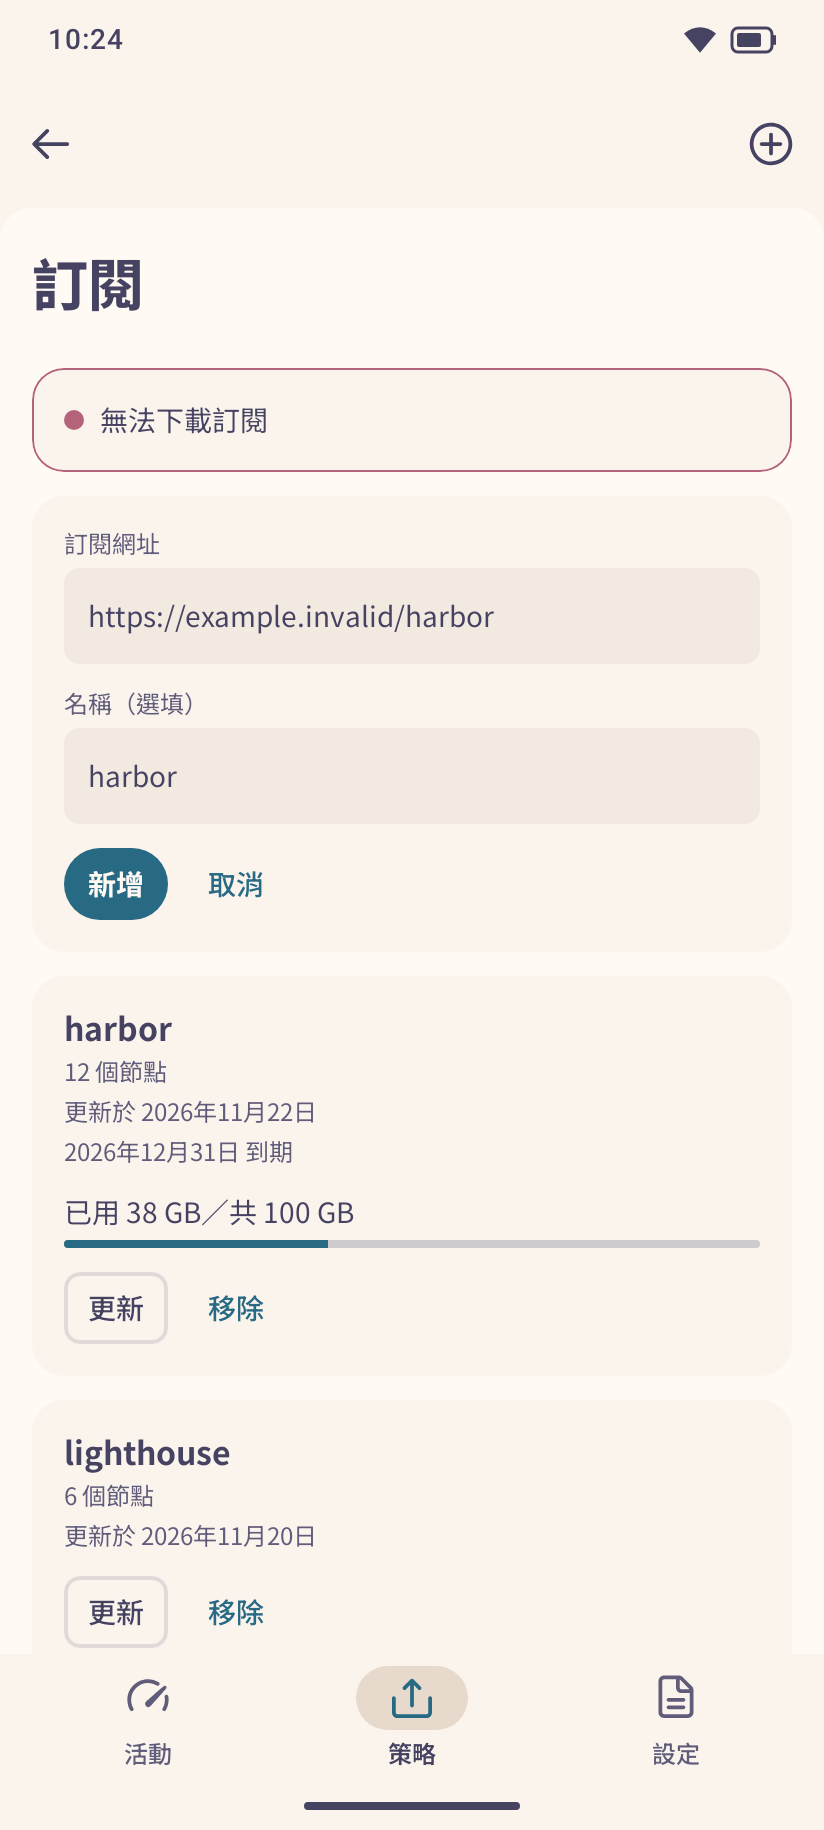 10:24
訂閱
無法下載訂閱
訂閱網址
https://example.invalid/harbor
名稱（選填）
harbor
新增
取消
harbor
12 個節點
更新於 2026年11月22日
2026年12月31日 到期
已用 38 GB／共 100 GB
更新
移除
lighthouse
6 個節點
更新於 2026年11月20日
更新
移除
活動
策略
設定